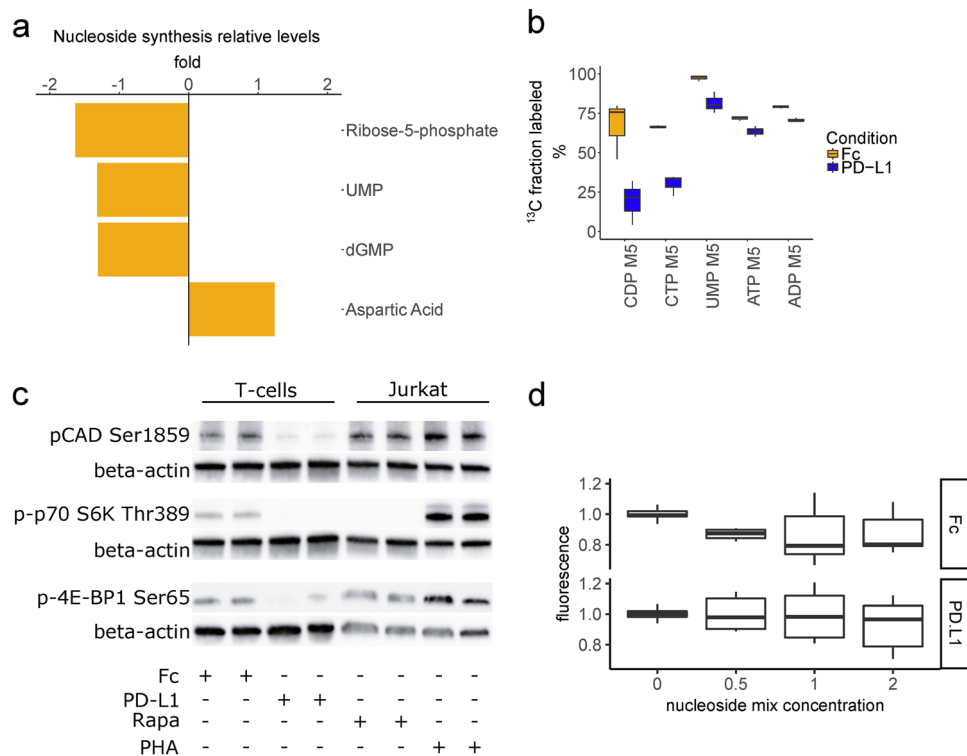 a
Nucleoside synthesis relative levels
fold
-2 -1 0 1 2
Ribose-5-phosphate
UMP
dGMP
Aspartic Acid
b
13C fraction labeled
%
100
75
50
25
0
CDP M5
CTP M5
UMP M5
ATP M5
ADP M5
Condition
Fc
PD-L1
c
T-cells Jurkat
pCAD Ser1859
beta-actin
p-p70 S6K Thr389
beta-actin
p-4E-BP1 Ser65
beta-actin
Fc + + - - - - - -
PD-L1 - - + + - - - -
Rapa - - - - + + - -
PHA - - - - - - + +
d
fluorescence
1.2
1.0
0.8
Fc
1.2
1.0
0.8
PD.L1
0 0.5 1 2
nucleoside mix concentration